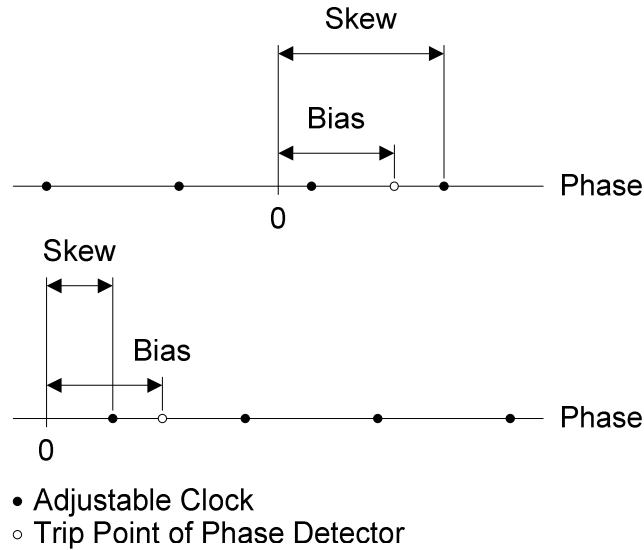 Skew
Bias
Phase
0
Skew
Bias
Phase
0
• Adjustable Clock
○ Trip Point of Phase Detector